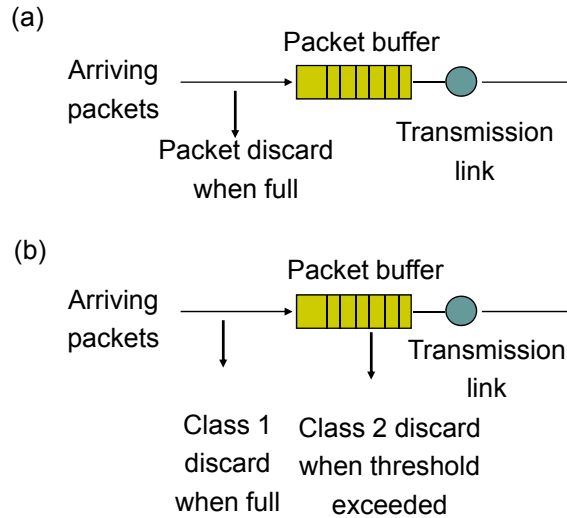 (a)
Packet buffer
Arriving
packets
Transmission
link
Packet discard
when full
(b)
Packet buffer
Arriving
packets
Transmission
link
Class 1
discard
when full
Class 2 discard
when threshold
exceeded